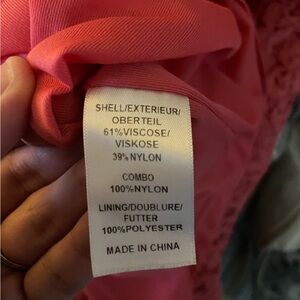 SHELL/EXTERIEUR/
OBERTEIL
61%VISCOSE/
VISKOSE
39%NYLON
COMBO
100%NYLON
LINING/DOUBLURE/
FUTTER
100%POLYESTER
MADE IN CHINA